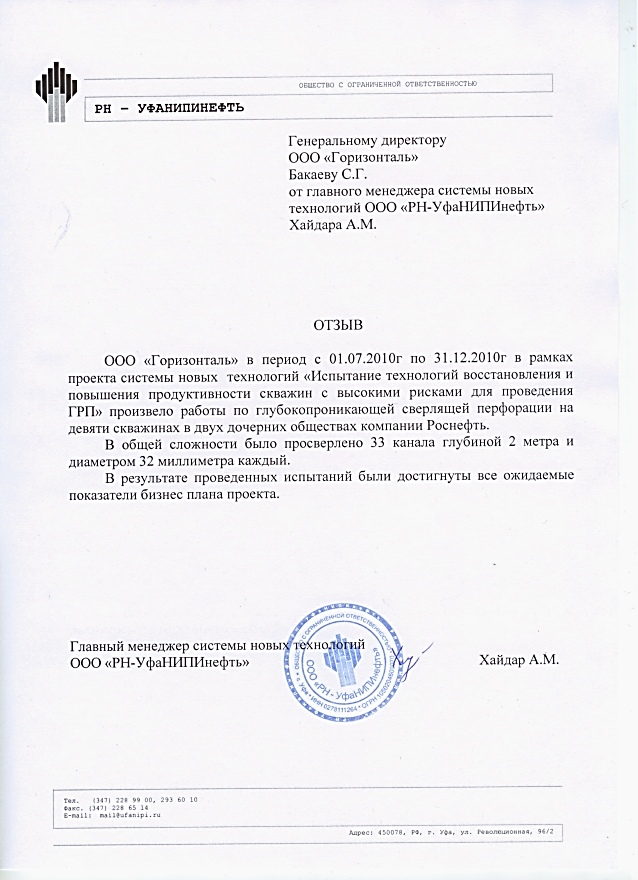 ОБЩЕСТВО С ОГРАНИЧЕННОЙ ОТВЕТСТВЕННОСТЬЮ
РН – УФАНИПИНЕФТЬ
Генеральному директору
ООО «Горизонталь»
Бакаеву С.Г.
от главного менеджера системы новых
технологий ООО «РН-УфаНИПИнефть»
Хайдара А.М.
ОТЗЫВ
ООО «Горизонталь» в период с 01.07.2010г по 31.12.2010г в рамках
проекта системы новых технологий «Испытание технологий восстановления и
повышения продуктивности скважин с высокими рисками для проведения
ГРП» произвело работы по глубокопроникающей сверлящей перфорации на
девяти скважинах в двух дочерних обществах компании Роснефть.
В общей сложности было просверлено 33 канала глубиной 2 метра и
диаметром 32 миллиметра каждый.
В результате проведенных испытаний были достигнуты все ожидаемые
показатели бизнес плана проекта.
Главный менеджер системы новых технологий
ООО «РН-УфаНИПИнефть»
Хайдар А.М.
ОБЩЕСТВО С ОГРАНИЧЕННОЙ ОТВЕТСТВЕННОСТЬЮ
г. Уфа * ИНН 0278111264 * ОГРН
ООО «РН - УфаНИПИнефть»
Тел. (347) 228 99 00, 293 60 10
Факс. (347) 228 65 14
E-mail: mail@ufanipi.ru
Адрес: 450078, РФ, г. Уфа, ул. Революционная, 96/2